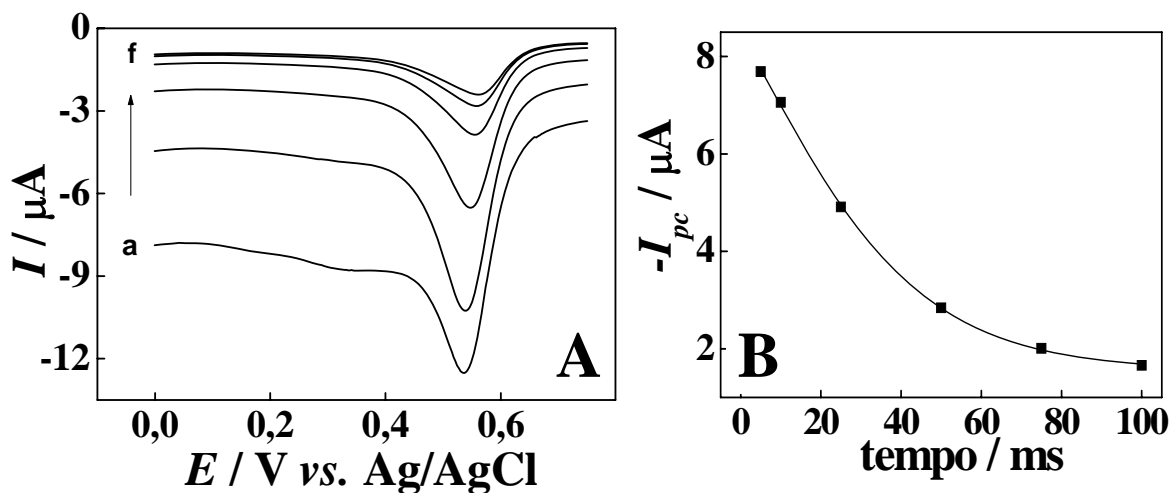 0
-3
-6
-9
-12
I / µA
f
a
A
0,0 0,2 0,4 0,6
E / V vs. Ag/AgCl
8
6
4
2
-Ipc / µA
B
0 20 40 60 80 100
tempo / ms